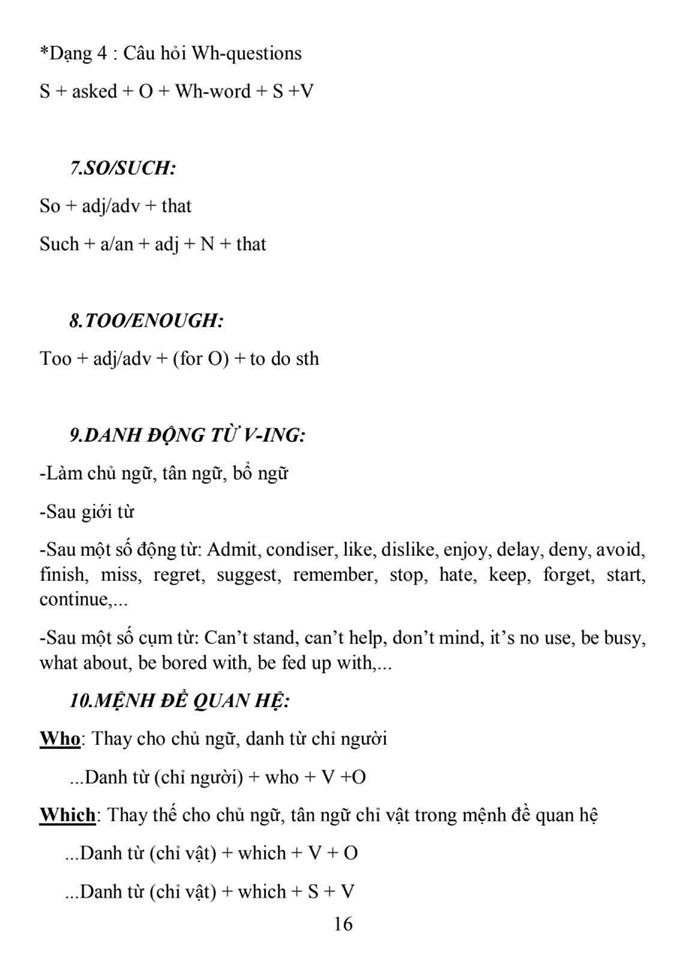 *Dạng 4 : Câu hỏi Wh-questions
S + asked + O + Wh-word + S +V
7.SO/SUCH:
So + adj/adv + that
Such + a/an + adj + N + that
8.TOO/ENOUGH:
Too + adj/adv + (for O) + to do sth
9.DANH ĐỘNG TỪ V-ING:
-Làm chủ ngữ, tân ngữ, bổ ngữ
-Sau giới từ
-Sau một số động từ: Admit, condiser, like, dislike, enjoy, delay, deny, avoid,
finish, miss, regret, suggest, remember, stop, hate, keep, forget, start,
continue,...
-Sau một số cụm từ: Can’t stand, can’t help, don’t mind, it’s no use, be busy,
what about, be bored with, be fed up with,...
10.MỆNH ĐỀ QUAN HỆ:
Who: Thay cho chủ ngữ, danh từ chỉ người
...Danh từ (chỉ người) + who + V +O
Which: Thay thế cho chủ ngữ, tân ngữ chỉ vật trong mệnh đề quan hệ
...Danh từ (chỉ vật) + which + V + O
...Danh từ (chỉ vật) + which + S + V
16